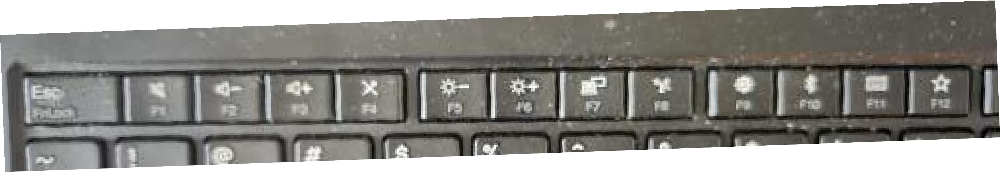 Esc
FnLock
F1 F2 F3 F4 F5 F6 F7 F8 F9 F10 F11 F12
~ ! @ # $ % ^